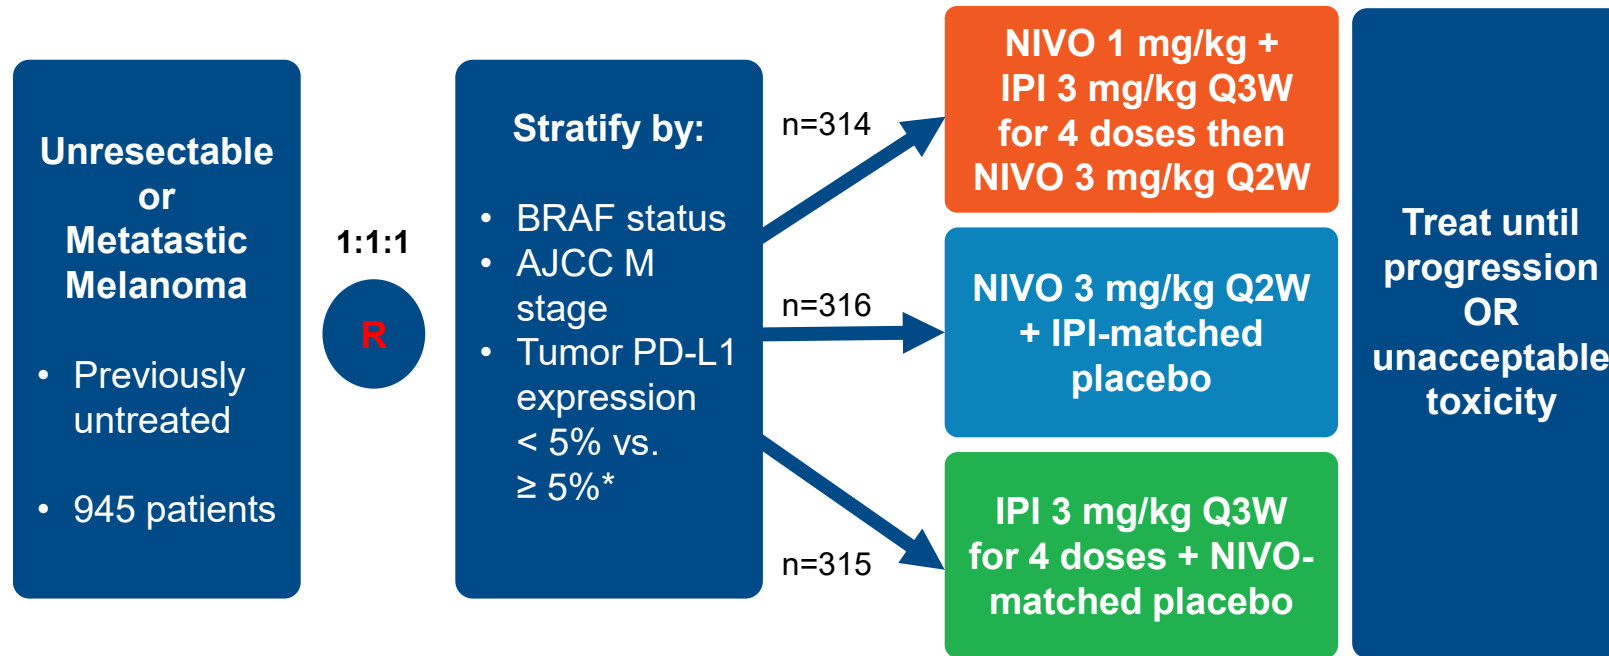 Unresectable
or
Metatastic
Melanoma
• Previously
untreated
• 945 patients
1:1:1
R
Stratify by:
• BRAF status
• AJCC M
stage
• Tumor PD-L1
expression
< 5% vs.
≥ 5%*
n=314
n=316
n=315
NIVO 1 mg/kg +
IPI 3 mg/kg Q3W
for 4 doses then
NIVO 3 mg/kg Q2W
NIVO 3 mg/kg Q2W
+ IPI-matched
placebo
IPI 3 mg/kg Q3W
for 4 doses + NIVO-
matched placebo
Treat until
progression
OR
unacceptable
toxicity